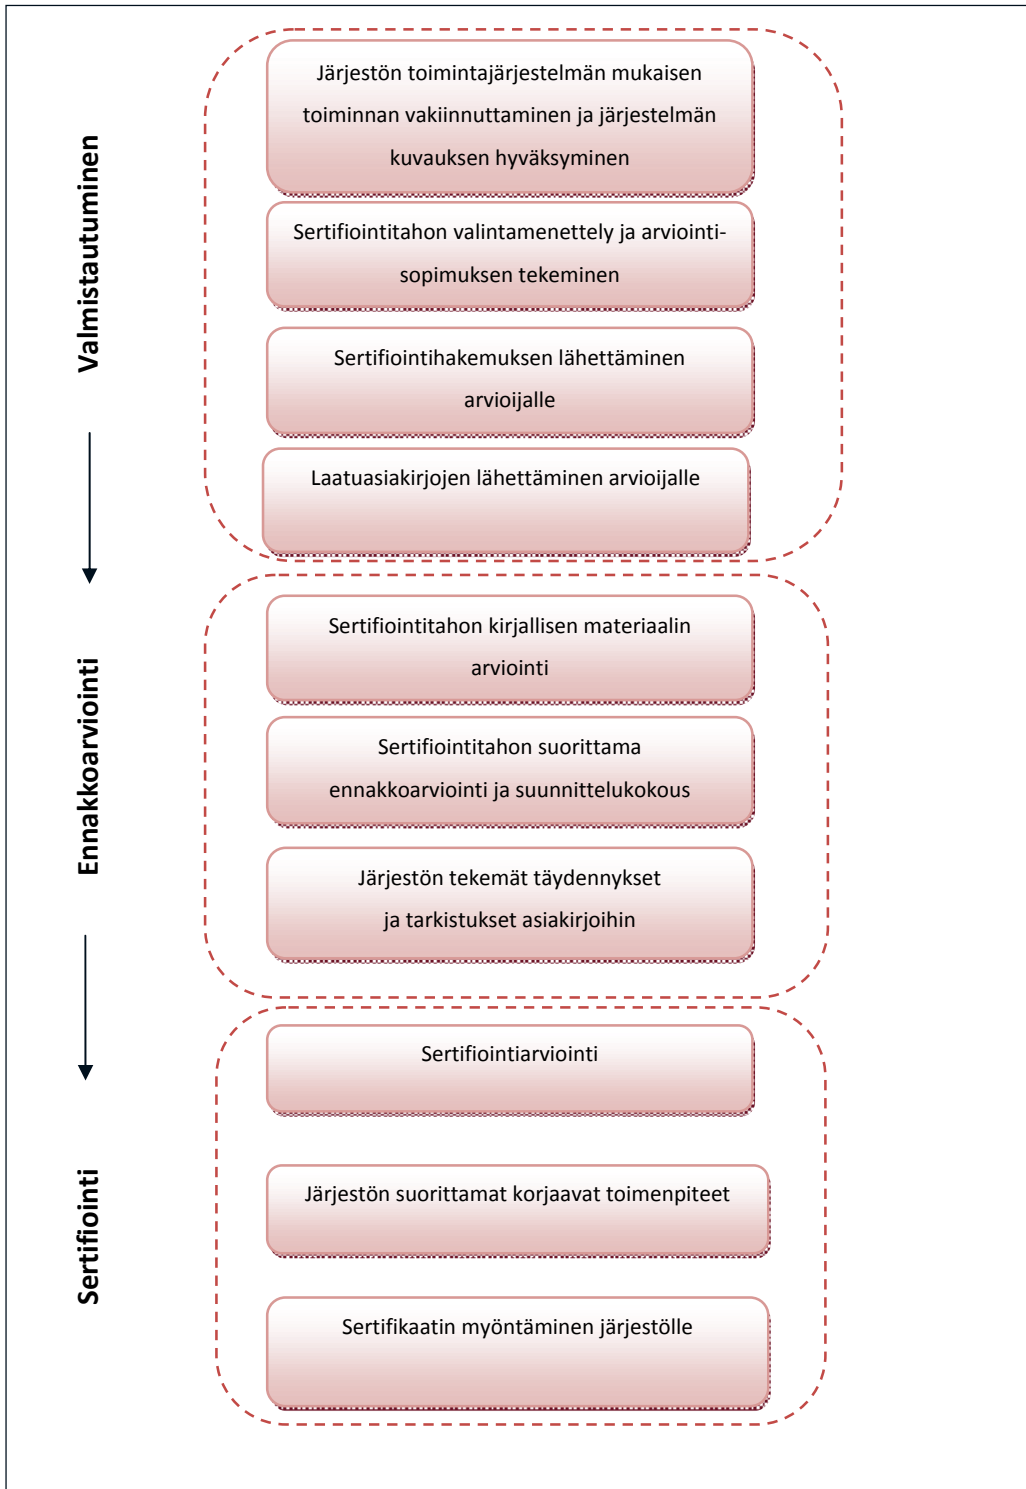 Valmistautuminen
Järjestön toimintajärjestelmän mukaisen
toiminnan vakiinnuttaminen ja järjestelmän
kuvauksen hyväksyminen
Sertifiointitahon valintamenettely ja arviointi-
sopimuksen tekeminen
Sertifiointihakemuksen lähettäminen
arvioijalle
Laatuasiakirjojen lähettäminen arvioijalle
Ennakkoarviointi
Sertifiointitahon kirjallisen materiaalin
arviointi
Sertifiointitahon suorittama
ennakkoarviointi ja suunnittelukokous
Järjestön tekemät täydennykset
ja tarkistukset asiakirjoihin
Sertifiointi
Sertifiointiarviointi
Järjestön suorittamat korjaavat toimenpiteet
Sertifikaatin myöntäminen järjestölle